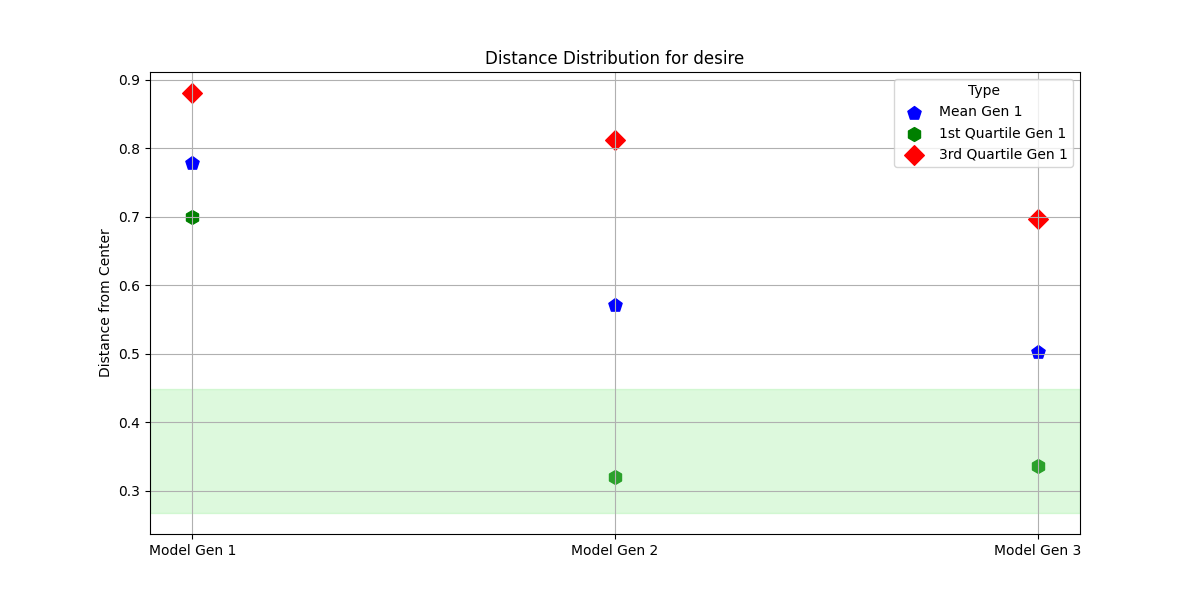 Distance Distribution for desire
Distance from Center
0.9
0.8
0.7
0.6
0.5
0.4
0.3
Type
Mean Gen 1
1st Quartile Gen 1
3rd Quartile Gen 1
Model Gen 1
Model Gen 2
Model Gen 3